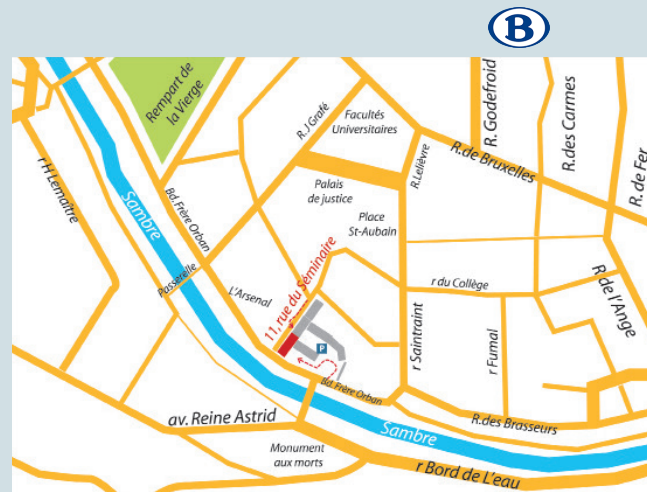 B
Rempart de
la Vierge
R. J Grafé
Facultés
Universitaires
R. Godefroid
R.des Carmes
R. de Fer
R.de Bruxelles
R.Lelièvre
r H Lemaître
Sambre
Bd. Frère Orban
Palais
de justice
Place
St-Aubain
Passerelle
L'Arsenal
11, rue du Séminaire
r du Collège
R de l'Ange
r Saintraint
r Fumal
P
Bd. Frère Orban
av. Reine Astrid
Sambre
R.des Brasseurs
Monument
aux morts
r Bord de L'eau